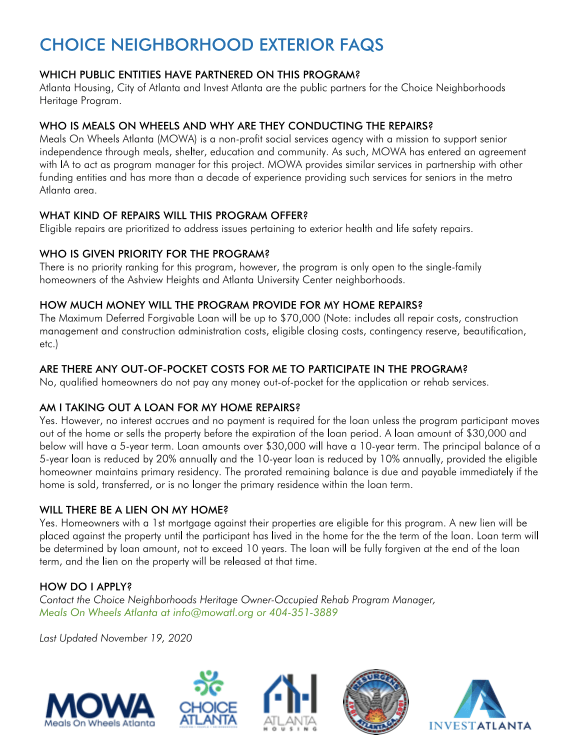 CHOICE NEIGHBORHOOD EXTERIOR FAQS
WHICH PUBLIC ENTITIES HAVE PARTNERED ON THIS PROGRAM?
Atlanta Housing, City of Atlanta and Invest Atlanta are the public partners for the Choice Neighborhoods
Heritage Program.
WHO IS MEALS ON WHEELS AND WHY ARE THEY CONDUCTING THE REPAIRS?
Meals On Wheels Atlanta (MOWA) is a non-profit social services agency with a mission to support senior
independence through meals, shelter, education and community. As such, MOWA has entered an agreement
with IA to act as program manager for this project. MOWA provides similar services in partnership with other
funding entities and has more than a decade of experience providing such services for seniors in the metro
Atlanta area.
WHAT KIND OF REPAIRS WILL THIS PROGRAM OFFER?
Eligible repairs are prioritized to address issues pertaining to exterior health and life safety repairs.
WHO IS GIVEN PRIORITY FOR THE PROGRAM?
There is no priority ranking for this program, however, the program is only open to the single-family
homeowners of the Ashview Heights and Atlanta University Center neighborhoods.
HOW MUCH MONEY WILL THE PROGRAM PROVIDE FOR MY HOME REPAIRS?
The Maximum Deferred Forgivable Loan will be up to $70,000 (Note: includes all repair costs, construction
management and construction administration costs, eligible closing costs, contingency reserve, beautification,
etc.)
ARE THERE ANY OUT-OF-POCKET COSTS FOR ME TO PARTICIPATE IN THE PROGRAM?
No, qualified homeowners do not pay any money out-of-pocket for the application or rehab services.
AM I TAKING OUT A LOAN FOR MY HOME REPAIRS?
Yes. However, no interest accrues and no payment is required for the loan unless the program participant moves
out of the home or sells the property before the expiration of the loan period. A loan amount of $30,000 and
below will have a 5-year term. Loan amounts over $30,000 will have a 10-year term. The principal balance of a
5-year loan is reduced by 20% annually and the 10-year loan is reduced by 10% annually, provided the eligible
homeowner maintains primary residency. The prorated remaining balance is due and payable immediately if the
home is sold, transferred, or is no longer the primary residence within the loan term.
WILL THERE BE A LIEN ON MY HOME?
Yes. Homeowners with a 1st mortgage against their properties are eligible for this program. A new lien will be
placed against the property until the participant has lived in the home for the the term of the loan. Loan term will
be determined by loan amount, not to exceed 10 years. The loan will be fully forgiven at the end of the loan
term, and the lien on the property will be released at that time.
HOW DO I APPLY?
Contact the Choice Neighborhoods Heritage Owner-Occupied Rehab Program Manager,
Meals On Wheels Atlanta at info@mowatl.org or 404-351-3889
Last Updated November 19, 2020
MOWA
Meals On Wheels Atlanta
CHOICE
ATLANTA
ATLANTA
HOUSING
RESURGENS
ATLANTA, GA.
INVEST ATLANTA